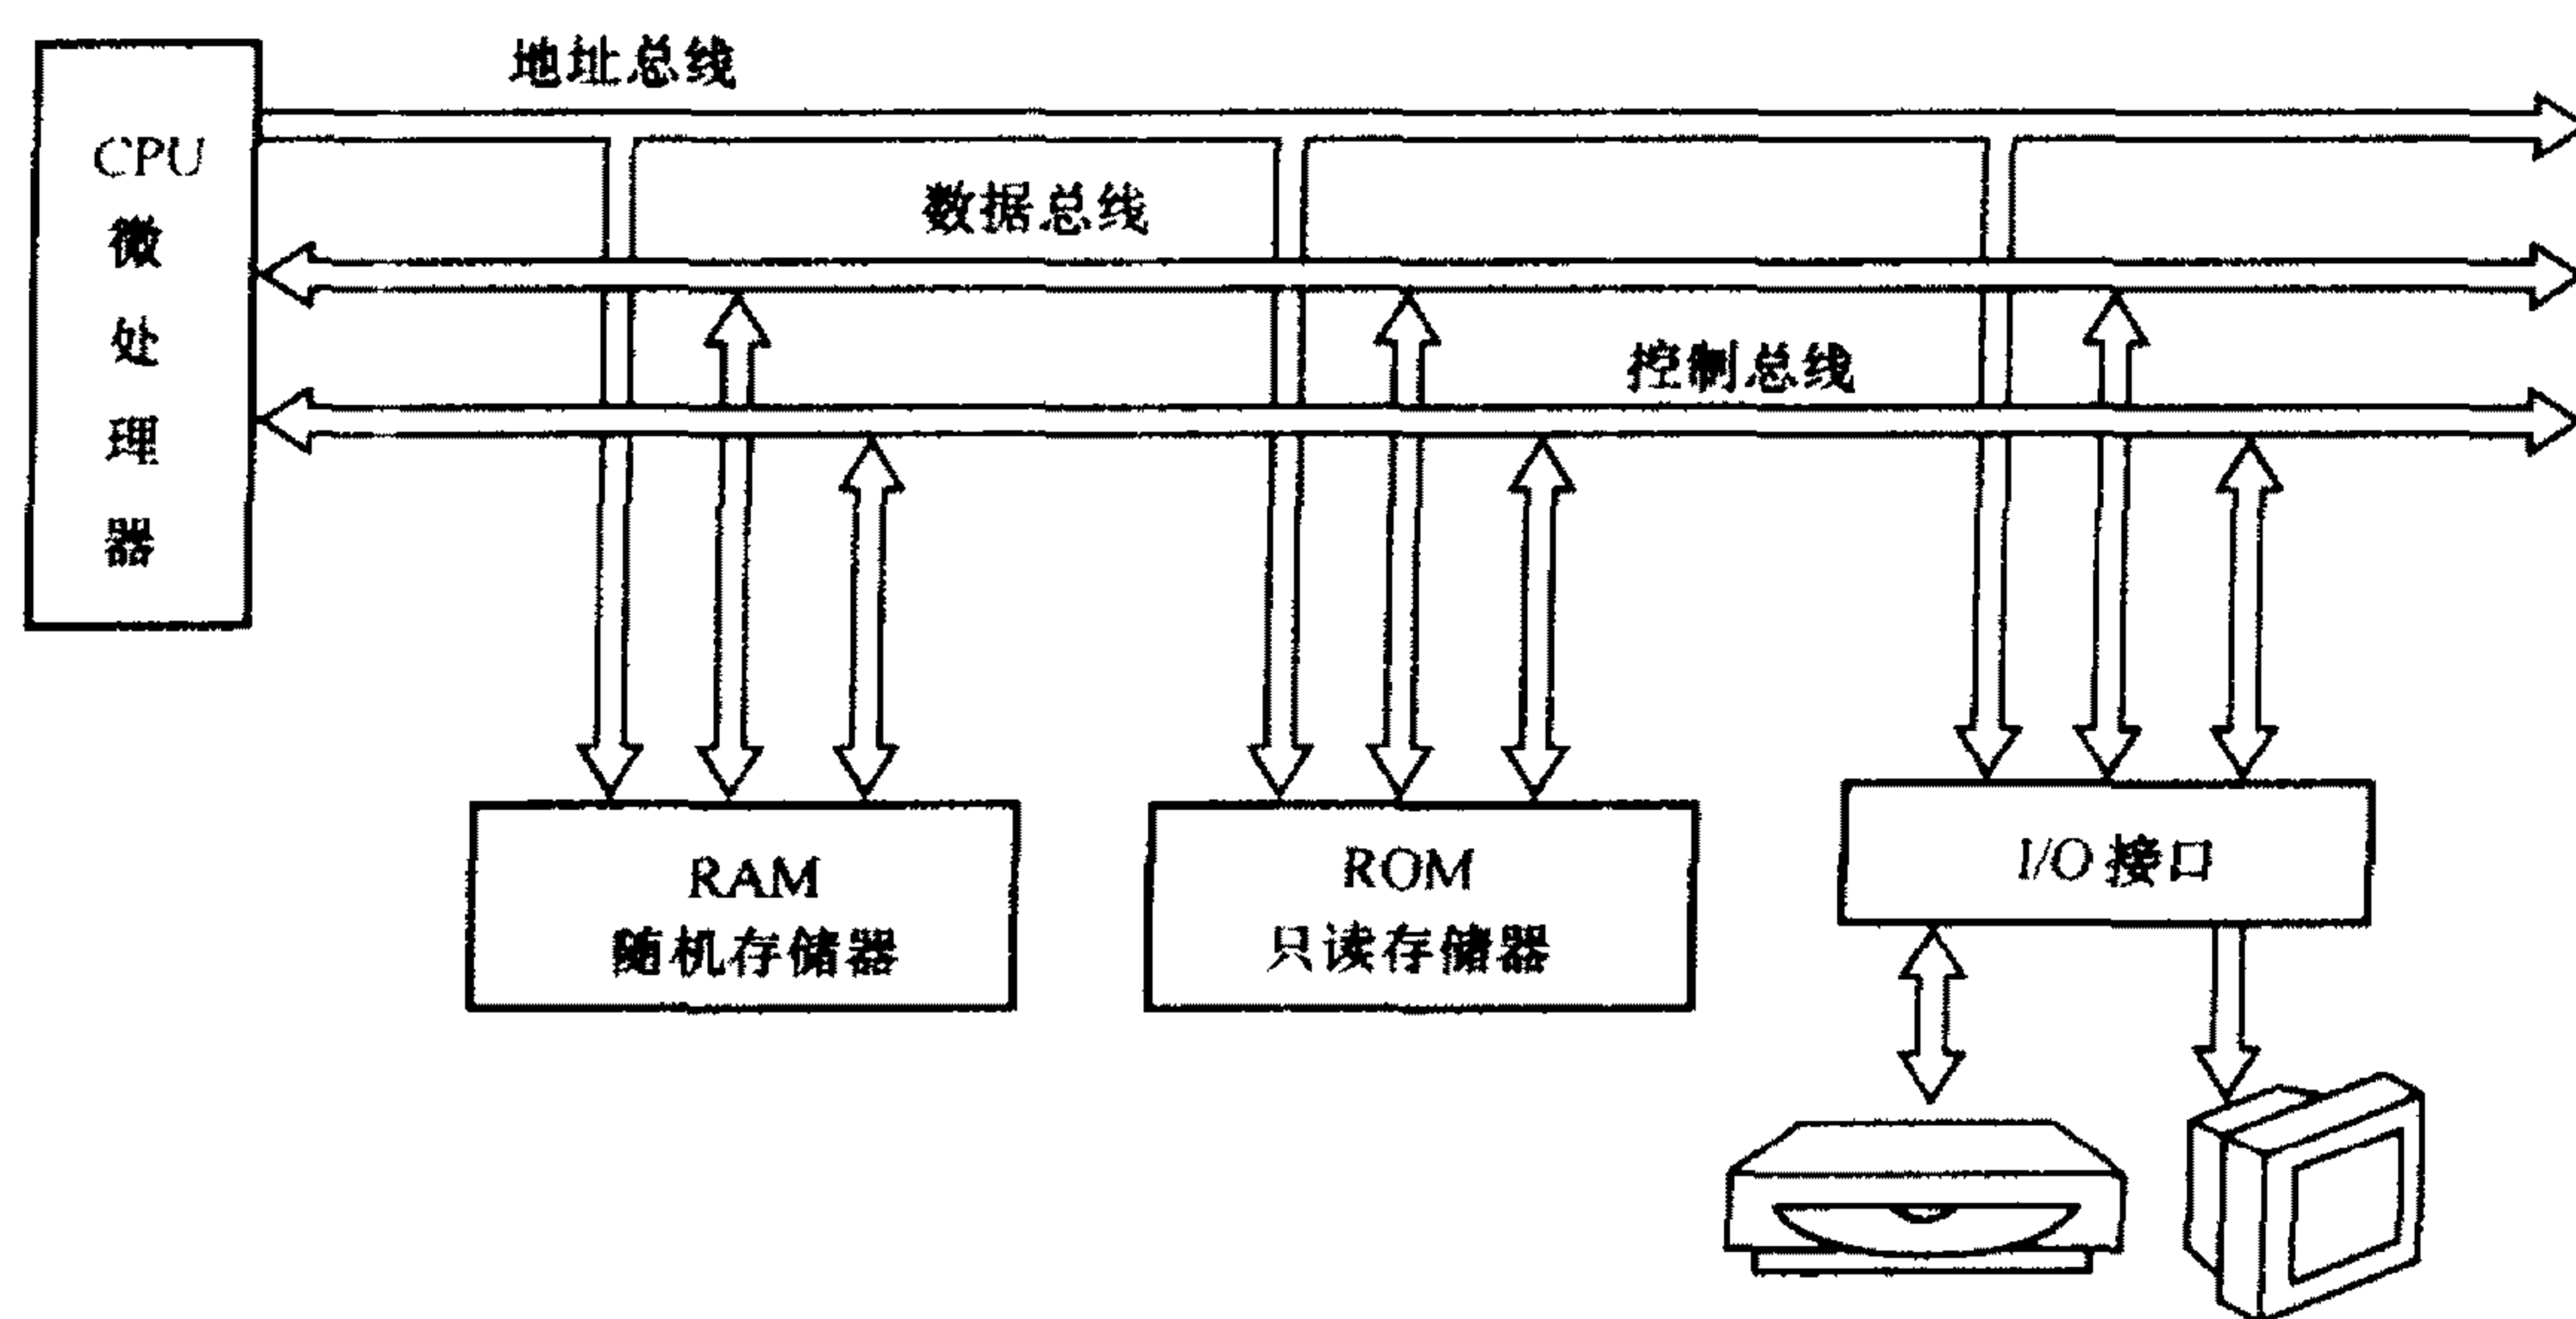 地址总线
CPU
微
处
理
器
数据总线
控制总线
RAM
随机存储器
ROM
只读存储器
I/O 接口